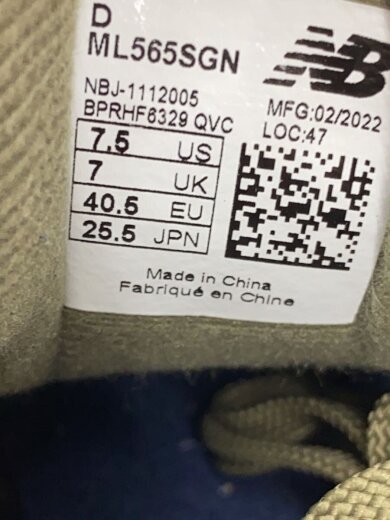 D
ML565SGN
NB
NBJ-1112005
BPRHF6329 QVC
MFG:02/2022
LOC:47
7.5 US
7 UK
40.5 EU
25.5 JPN
Made in China
Fabriqué en Chine